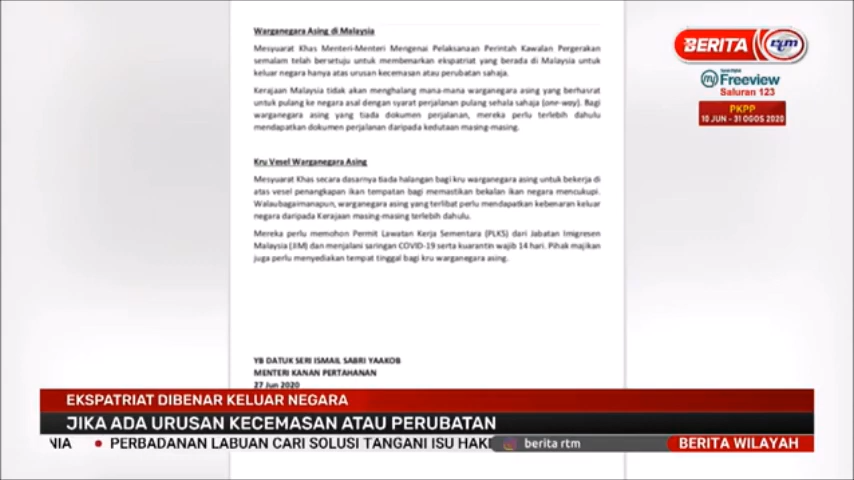 Warganegara Asing di Malaysia
Mesyuarat Khas Menteri-Menteri Mengenai Pelaksanaan Perintah Kawalan Pergerakan
semalam telah bersetuju untuk membenarkan ekspatriat yang berada di Malaysia untuk
keluar negara hanya atas urusan kecemasan atau perubatan sahaja.
Kerajaan Malaysia tidak akan menghalang mana-mana warganegara asing yang berhasrat
untuk pulang ke negara asal dengan syarat perjalanan pulang sehala sahaja (one-way). Bagi
warganegara asing yang tiada dokumen perjalanan, mereka perlu terlebih dahulu
mendapatkan dokumen perjalanan daripada kedutaan masing-masing.
Kru Vesel Warganegara Asing
Mesyuarat Khas secara dasarnya tiada halangan bagi kru warganegara asing untuk bekerja di
atas vesel penangkapan ikan tempatan bagi memastikan bekalan ikan negara mencukupi.
Walaubagaimanapun, warganegara asing yang terlibat perlu mendapatkan kebenaran keluar
negara daripada Kerajaan masing-masing terlebih dahulu.
Mereka perlu memohon Permit Lawatan Kerja Sementara (PLKS) dari Jabatan Imigresen
Malaysia (JIM) dan menjalani saringan COVID-19 serta kuarantin wajib 14 hari. Pihak majikan
juga perlu menyediakan tempat tinggal bagi kru warganegara asing.
YB DATUK SERI ISMAIL SABRI YAAKOB
MENTERI KANAN PERTAHANAN
27 Jun 2020
BERITA rtm
Freeview
Saluran 123
PKPP
10 JUN - 31 OGOS 2020
EKSPATRIAT DIBENAR KELUAR NEGARA
JIKA ADA URUSAN KECEMASAN ATAU PERUBATAN
NIA • PERBADANAN LABUAN CARI SOLUSI TANGANI ISU HAKI
berita rtm
BERITA WILAYAH